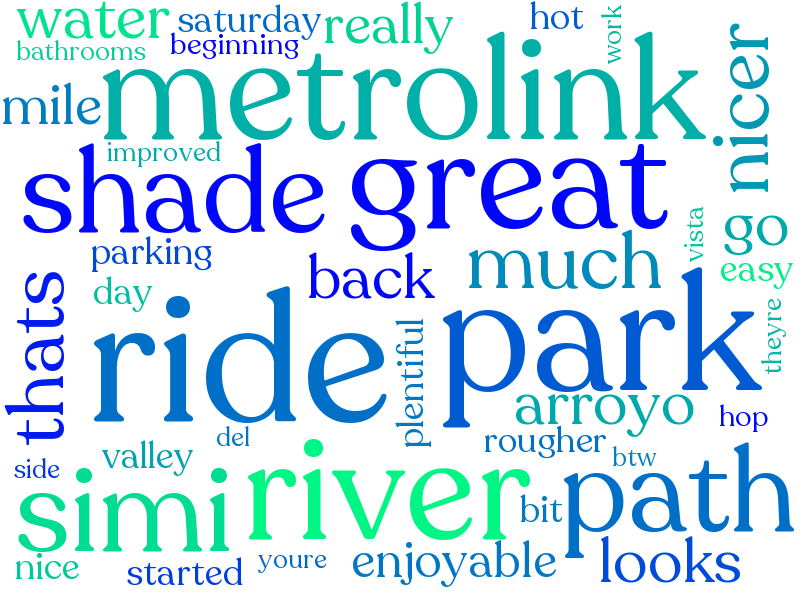 water
saturday
really
hot
work
bathrooms
beginning
mile
metrolink
nicer
improved
shade
great
go
vista
parking
back
much
easy
day
thats
ride
park
plentiful
theyre
arroyo
hop
del
rougher
valley
btw
side
simi
river
path
bit
nice
started
youre
enjoyable
looks